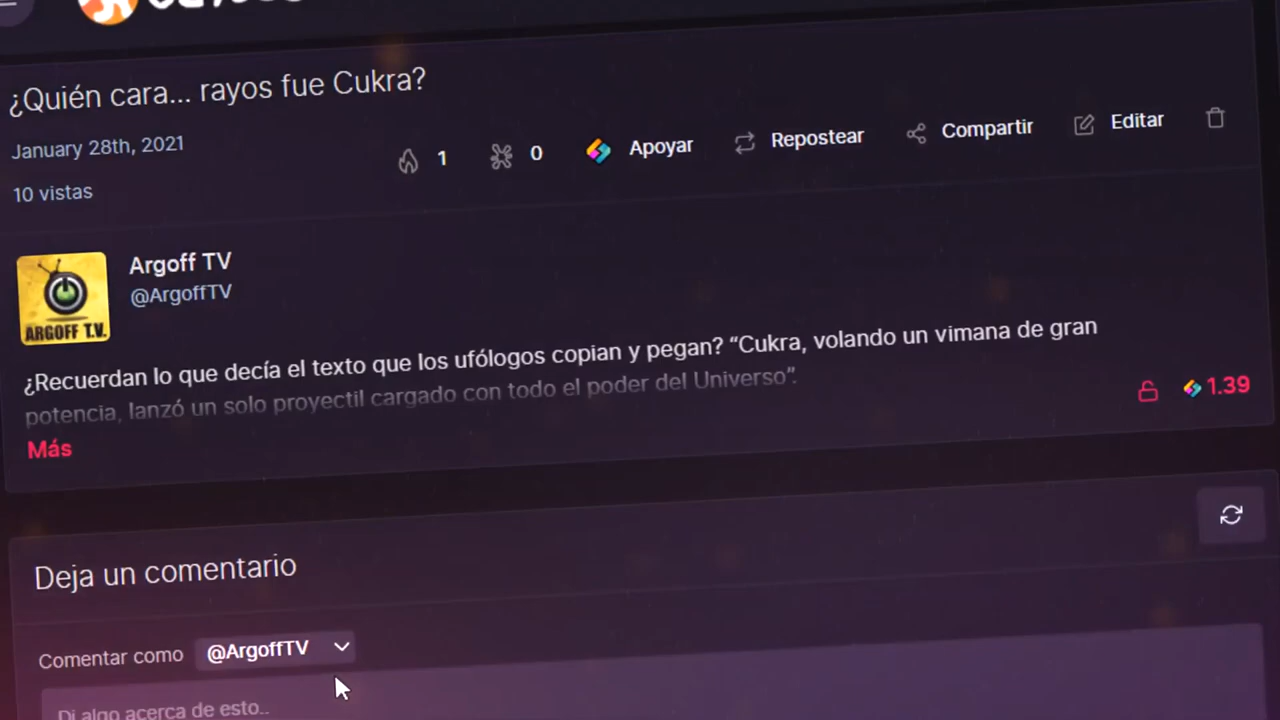 ¿Quién cara... rayos fue Cukra?
January 28th, 2021
1
0
Apoyar
Repostear
Compartir
Editar
10 vistas
Argoff TV
@ArgoffTV
ARGOFF T.V.
¿Recuerdan lo que decía el texto que los ufólogos copian y pegan? “Cukra, volando un vimana de gran
potencia, lanzó un solo proyectil cargado con todo el poder del Universo”.
1.39
Más
Deja un comentario
Comentar como
@ArgoffTV
Di algo acerca de esto..